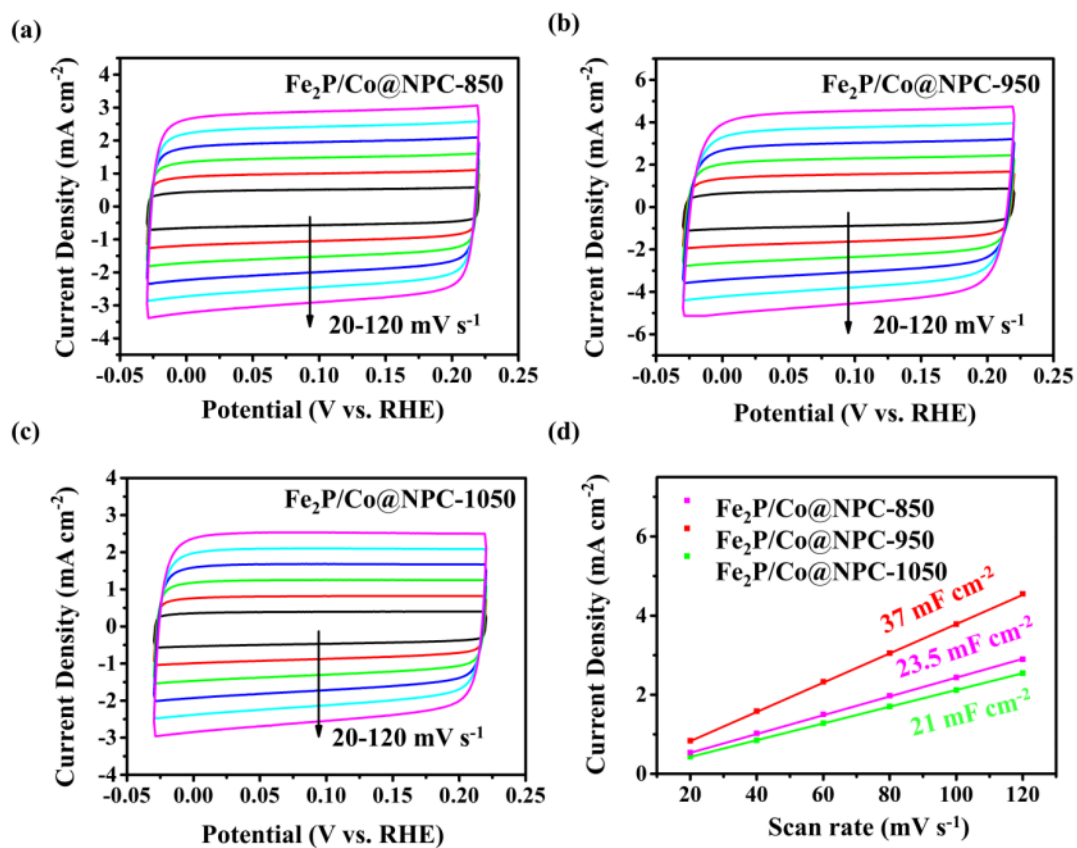 (a)
Fe₂P/Co@NPC-850
Current Density (mA cm⁻²)
4
3
2
1
0
-1
-2
-3
-4
20-120 mV s⁻¹
-0.05 0.00 0.05 0.10 0.15 0.20 0.25
Potential (V vs. RHE)
(b)
Fe₂P/Co@NPC-950
Current Density (mA cm⁻²)
6
4
2
0
-2
-4
-6
20-120 mV s⁻¹
-0.05 0.00 0.05 0.10 0.15 0.20 0.25
Potential (V vs. RHE)
(c)
Fe₂P/Co@NPC-1050
Current Density (mA cm⁻²)
4
3
2
1
0
-1
-2
-3
-4
20-120 mV s⁻¹
-0.05 0.00 0.05 0.10 0.15 0.20 0.25
Potential (V vs. RHE)
(d)
Fe₂P/Co@NPC-850
Fe₂P/Co@NPC-950
Fe₂P/Co@NPC-1050
Current Density (mA cm⁻²)
6
4
2
0
37 mF cm⁻²
23.5 mF cm⁻²
21 mF cm⁻²
20 40 60 80 100 120
Scan rate (mV s⁻¹)